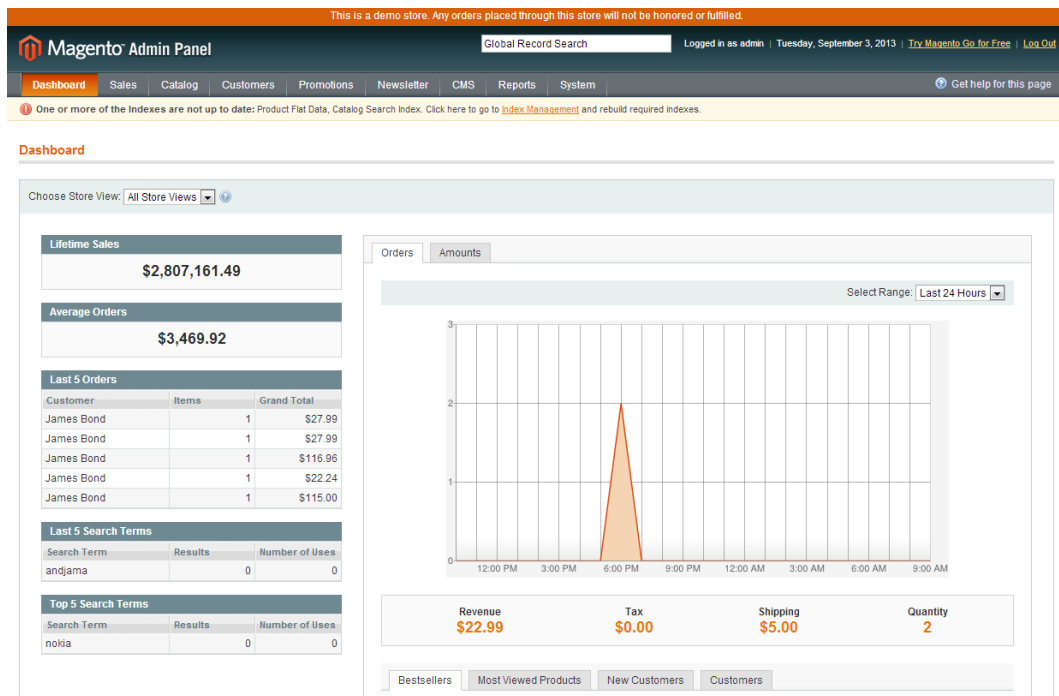 This is a demo store. Any orders placed through this store will not be honored or fulfilled.
Magento Admin Panel
Global Record Search
Logged in as admin | Tuesday, September 3, 2013 | Try Magento Go for Free | Log Out
Dashboard Sales Catalog Customers Promotions Newsletter CMS Reports System
Get help for this page
One or more of the Indexes are not up to date: Product Flat Data, Catalog Search Index. Click here to go to Index Management and rebuild required indexes.
Dashboard
Choose Store View: All Store Views
Lifetime Sales
$2,807,161.49
Average Orders
$3,469.92
Last 5 Orders
Customer Items Grand Total
James Bond 1 $27.99
James Bond 1 $27.99
James Bond 1 $116.96
James Bond 1 $22.24
James Bond 1 $115.00
Last 5 Search Terms
Search Term Results Number of Uses
andjama 0 0
Top 5 Search Terms
Search Term Results Number of Uses
nokia 0 0
Orders Amounts
Select Range: Last 24 Hours
3
2
1
0
12:00 PM 3:00 PM 6:00 PM 9:00 PM 12:00 AM 3:00 AM 6:00 AM 9:00 AM
Revenue Tax Shipping Quantity
$22.99 $0.00 $5.00 2
Bestsellers Most Viewed Products New Customers Customers